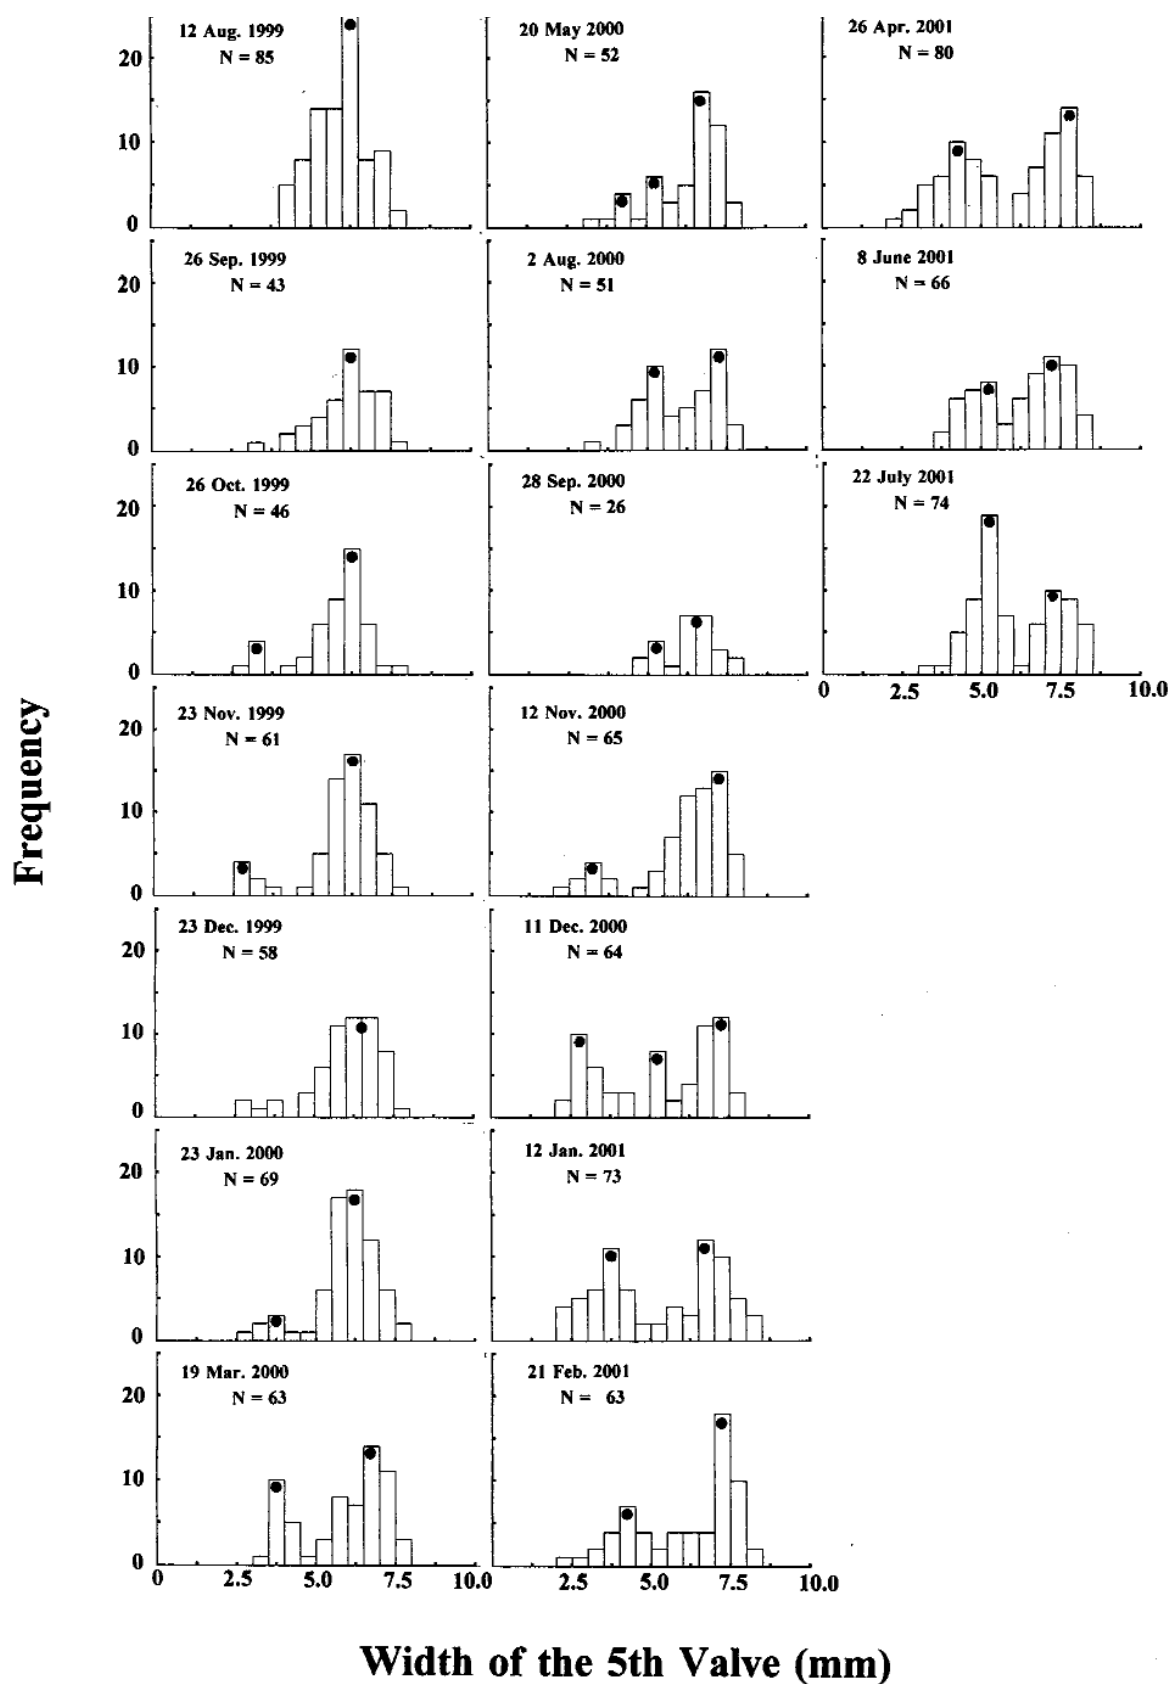 12 Aug. 1999
N = 85
20
10
0
20 May 2000
N = 52
26 Apr. 2001
N = 80
26 Sep. 1999
N = 43
20
10
0
2 Aug. 2000
N = 51
8 June 2001
N = 66
26 Oct. 1999
N = 46
20
10
0
28 Sep. 2000
N = 26
22 July 2001
N = 74
0 2.5 5.0 7.5 10.0
23 Nov. 1999
N = 61
20
10
0
12 Nov. 2000
N = 65
23 Dec. 1999
N = 58
20
10
0
11 Dec. 2000
N = 64
23 Jan. 2000
N = 69
20
10
0
12 Jan. 2001
N = 73
19 Mar. 2000
N = 63
20
10
0
0 2.5 5.0 7.5 10.0
21 Feb. 2001
N = 63
2.5 5.0 7.5 10.0
Frequency
Width of the 5th Valve (mm)